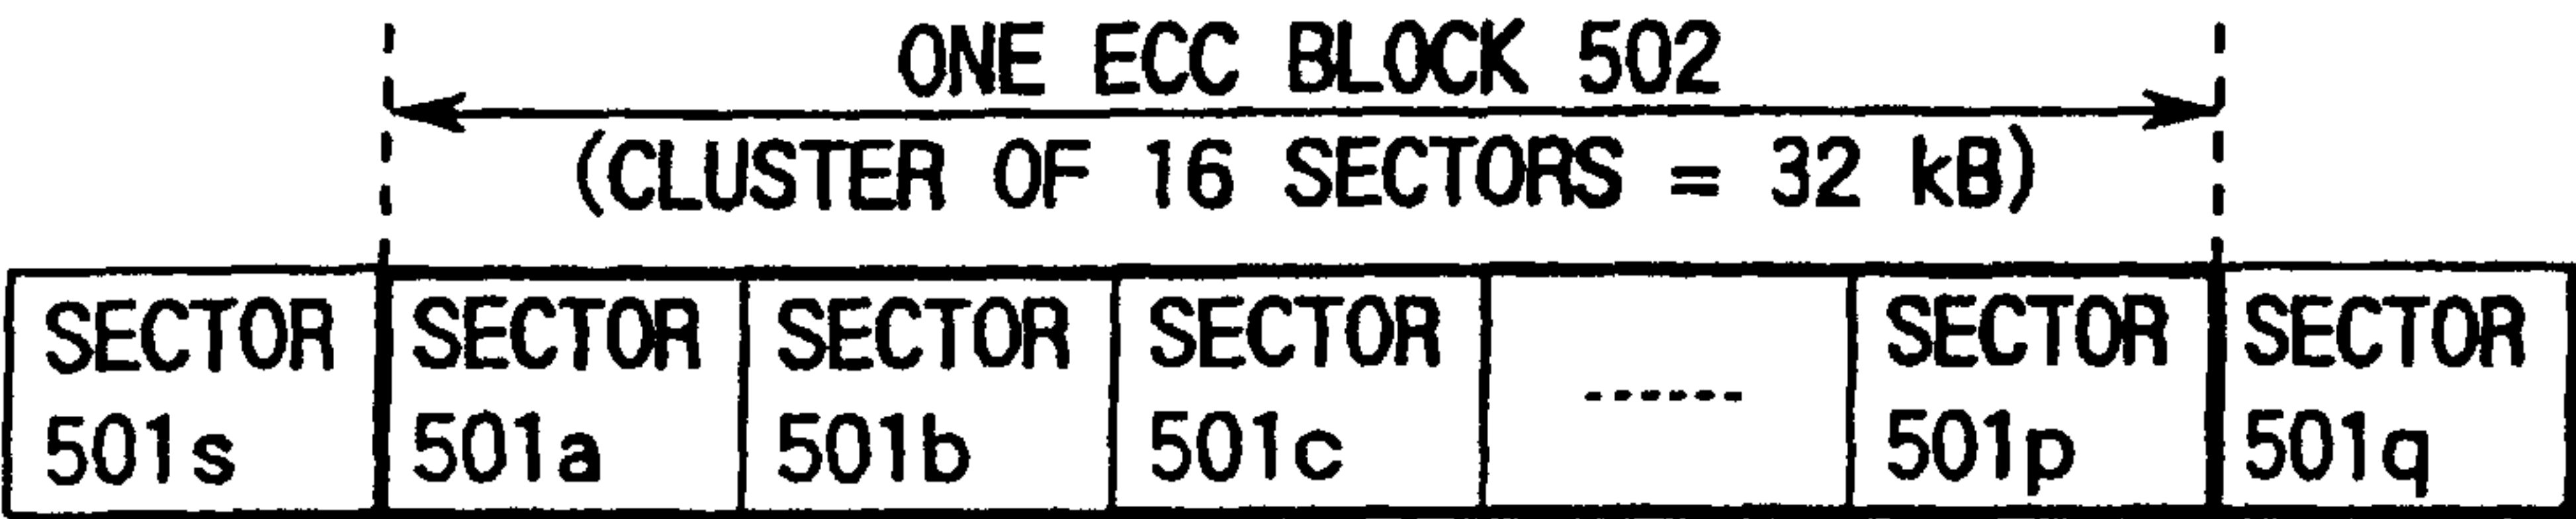 ONE ECC BLOCK 502
(CLUSTER OF 16 SECTORS = 32 kB)
SECTOR SECTOR SECTOR SECTOR ...... SECTOR SECTOR
501s 501a 501b 501c 501p 501q